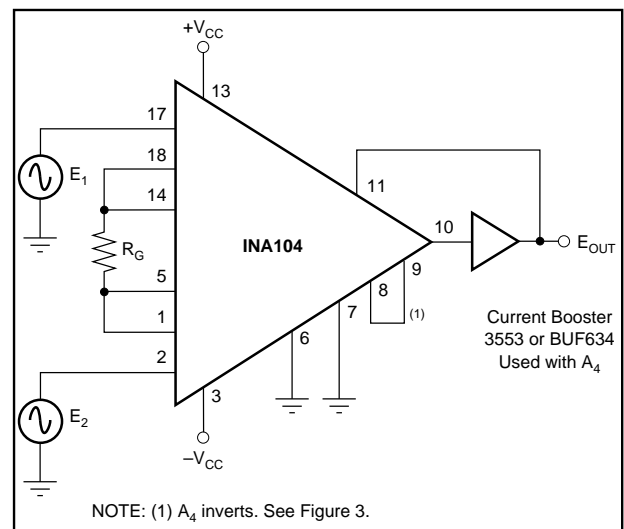 +V_CC
13
17
18
14
5
1
2
E_1
R_G
INA104
11
10
E_OUT
9
8
(1)
7
6
3
E_2
–V_CC
Current Booster
3553 or BUF634
Used with A_4
NOTE: (1) A_4 inverts. See Figure 3.